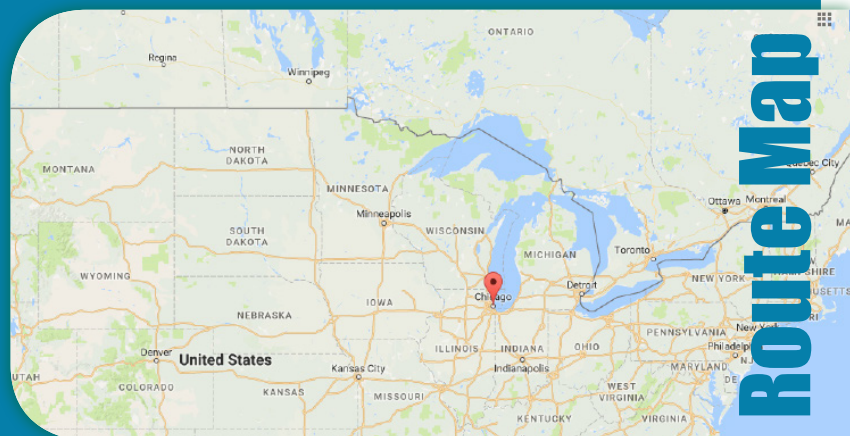 ONTARIO
Regina
Winnipeg
NORTH
DAKOTA
MONTANA
Quebec City
MINNESOTA
Ottawa
Montreal
Minneapolis
WISCONSIN
SOUTH
DAKOTA
MICHIGAN
Toronto
WYOMING
NEW YORK
Detroit
Chicago
IOWA
NEBRASKA
PENNSYLVANIA
New York
ILLINOIS
INDIANA
OHIO
Denver
United States
Indianapolis
Kansas City
MARYLAND
NJ
UTAH
COLORADO
KANSAS
MISSOURI
WEST
VIRGINIA
DE
KENTUCKY
VIRGINIA
Route Map